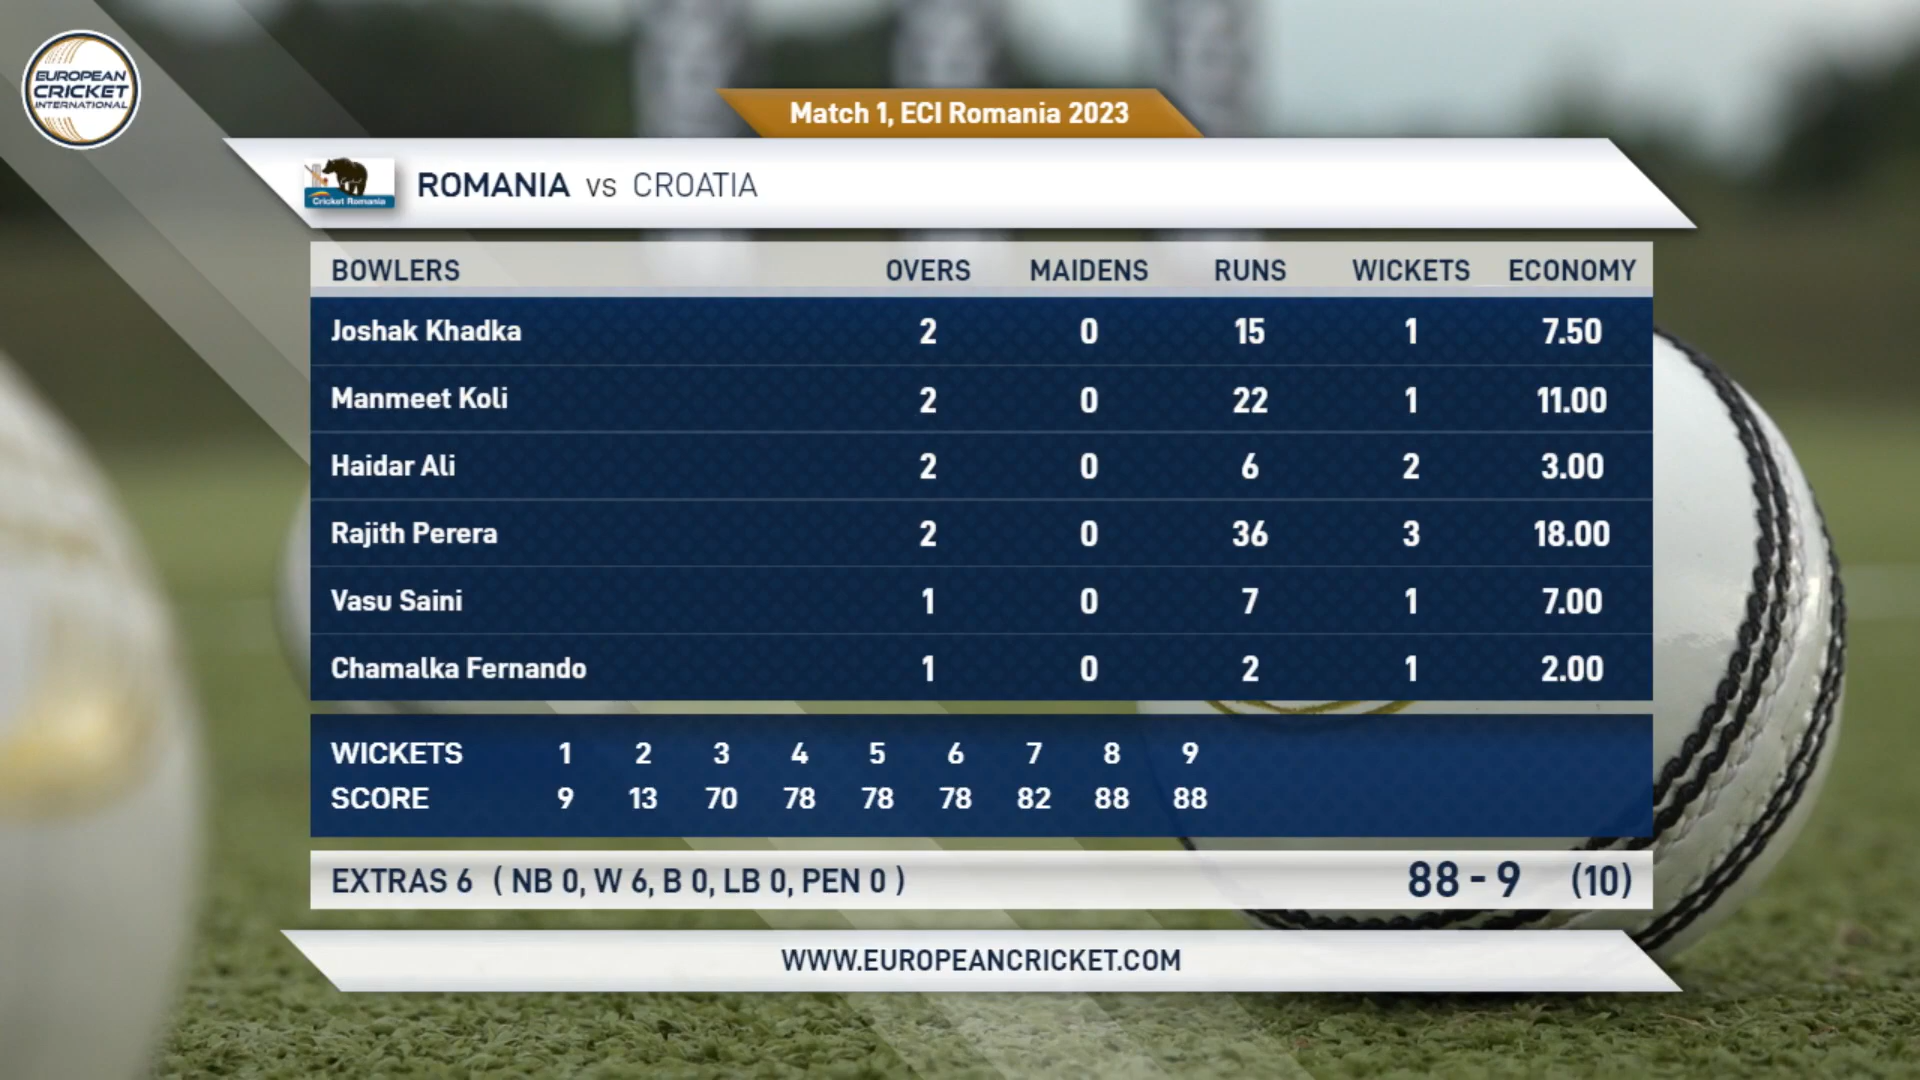 EUROPEAN
CRICKET
INTERNATIONAL
Match 1, ECI Romania 2023
Cricket Romania
ROMANIA vs CROATIA
BOWLERS OVERS MAIDENS RUNS WICKETS ECONOMY
Joshak Khadka 2 0 15 1 7.50
Manmeet Koli 2 0 22 1 11.00
Haidar Ali 2 0 6 2 3.00
Rajith Perera 2 0 36 3 18.00
Vasu Saini 1 0 7 1 7.00
Chamalka Fernando 1 0 2 1 2.00
WICKETS 1 2 3 4 5 6 7 8 9
SCORE 9 13 70 78 78 78 82 88 88
EXTRAS 6 ( NB 0, W 6, B 0, LB 0, PEN 0 ) 88 - 9 (10)
WWW.EUROPEANCRICKET.COM